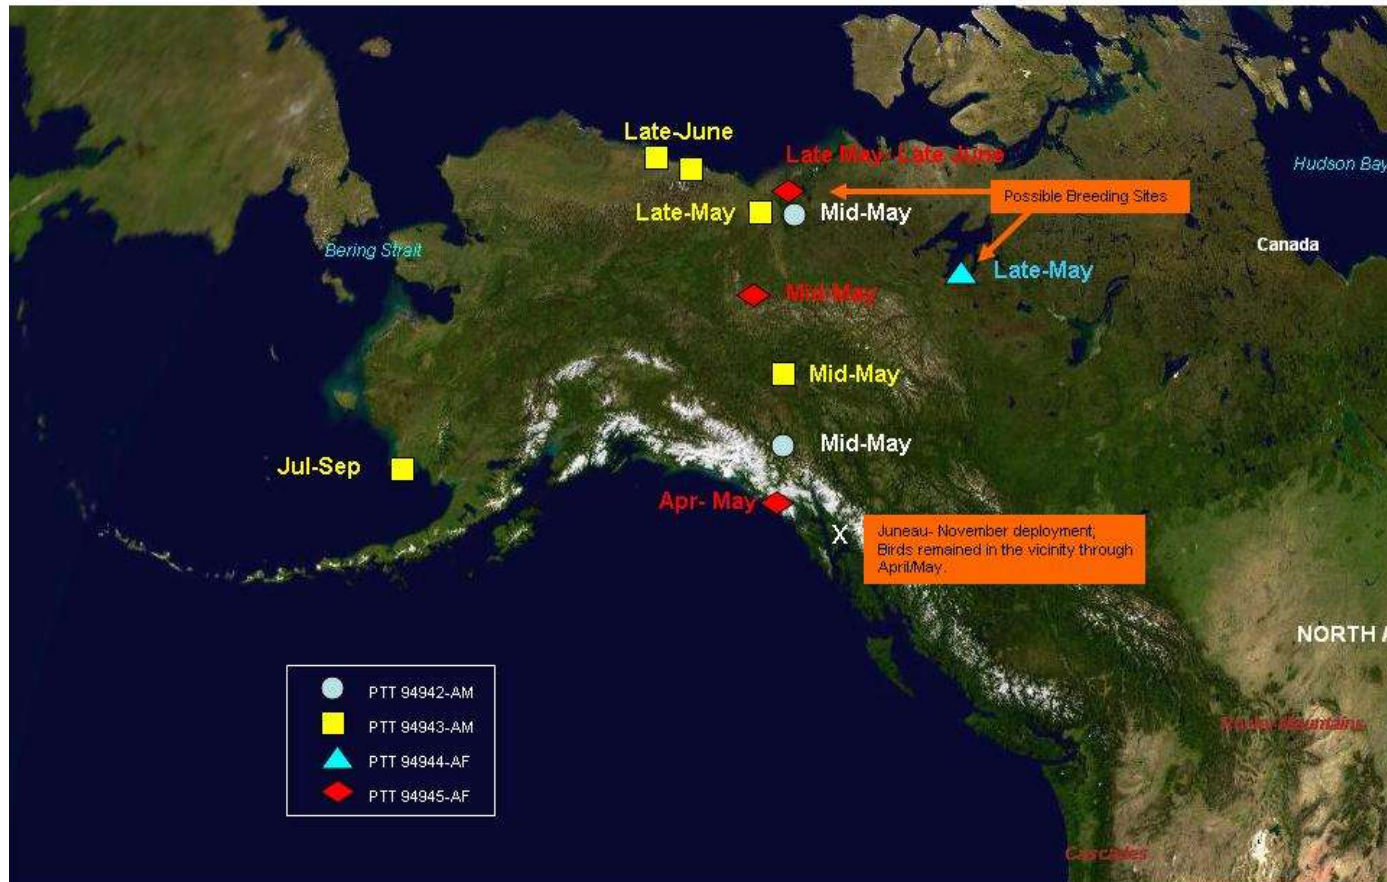 Late-June
Late May- Late June
Hudson Bay
Possible Breeding Sites
Late-May
Mid-May
Canada
Bering Strait
Late-May
Mid-May
Mid-May
Mid-May
Jul-Sep
Apr- May
X
Juneau- November deployment;
Birds remained in the vicinity through
April/May.
NORTH A
PTT 94942-AM
PTT 94943-AM
PTT 94944-AF
PTT 94945-AF
Rocky Mountains
Cascades